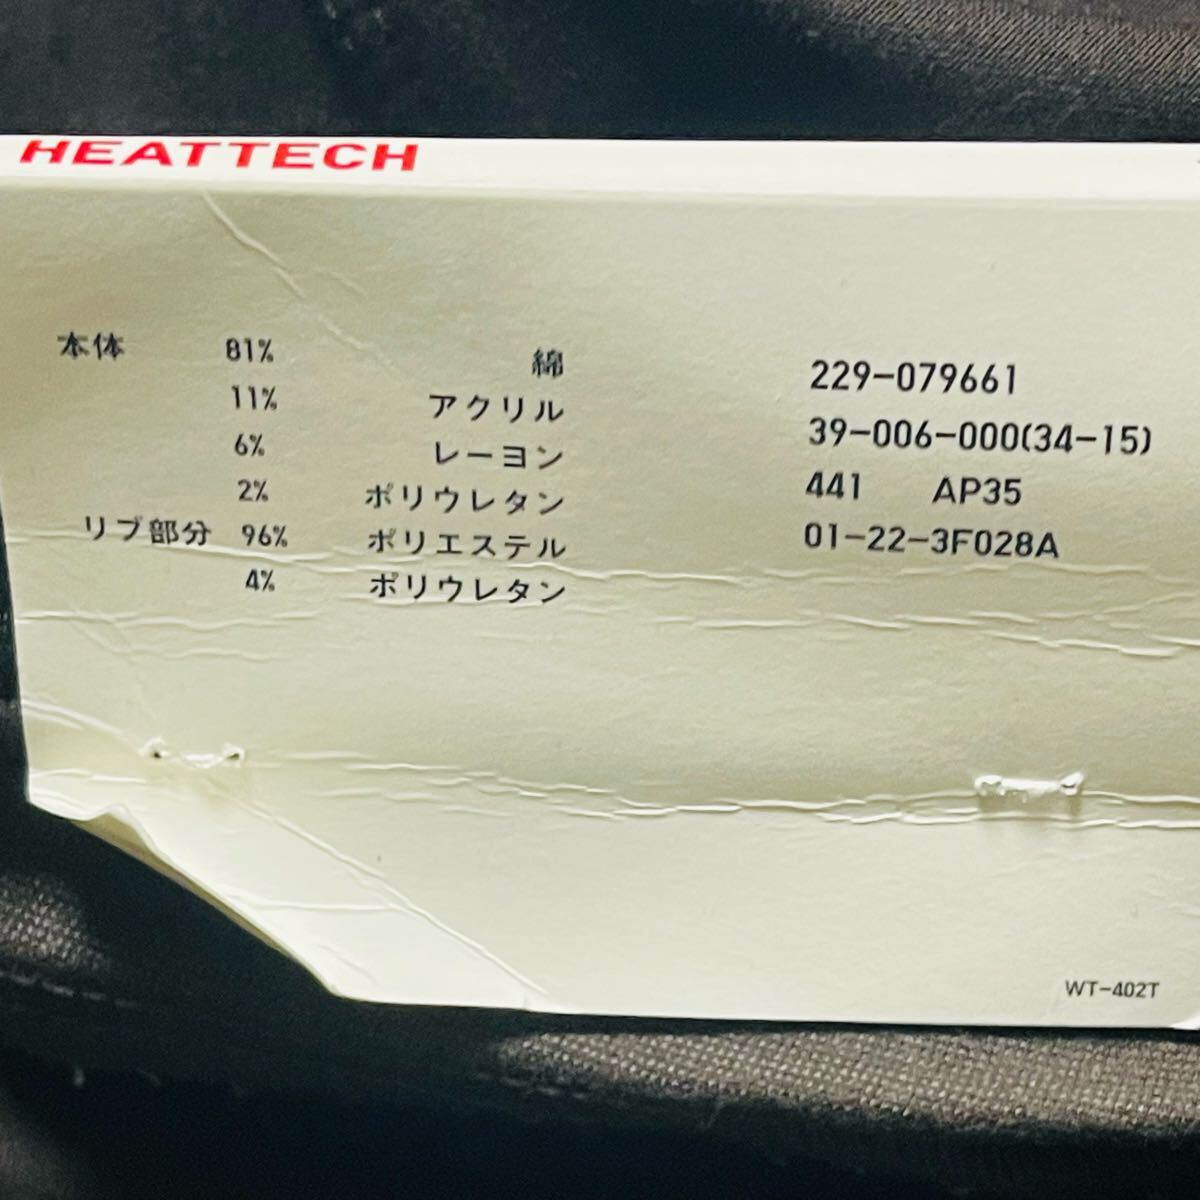 HEATTECH
本体 81% 綿
11% アクリル
6% レーヨン
2% ポリウレタン
リブ部分 96% ポリエステル
4% ポリウレタン
229-079661
39-006-000(34-15)
441 AP35
01-22-3F028A
WT-402T